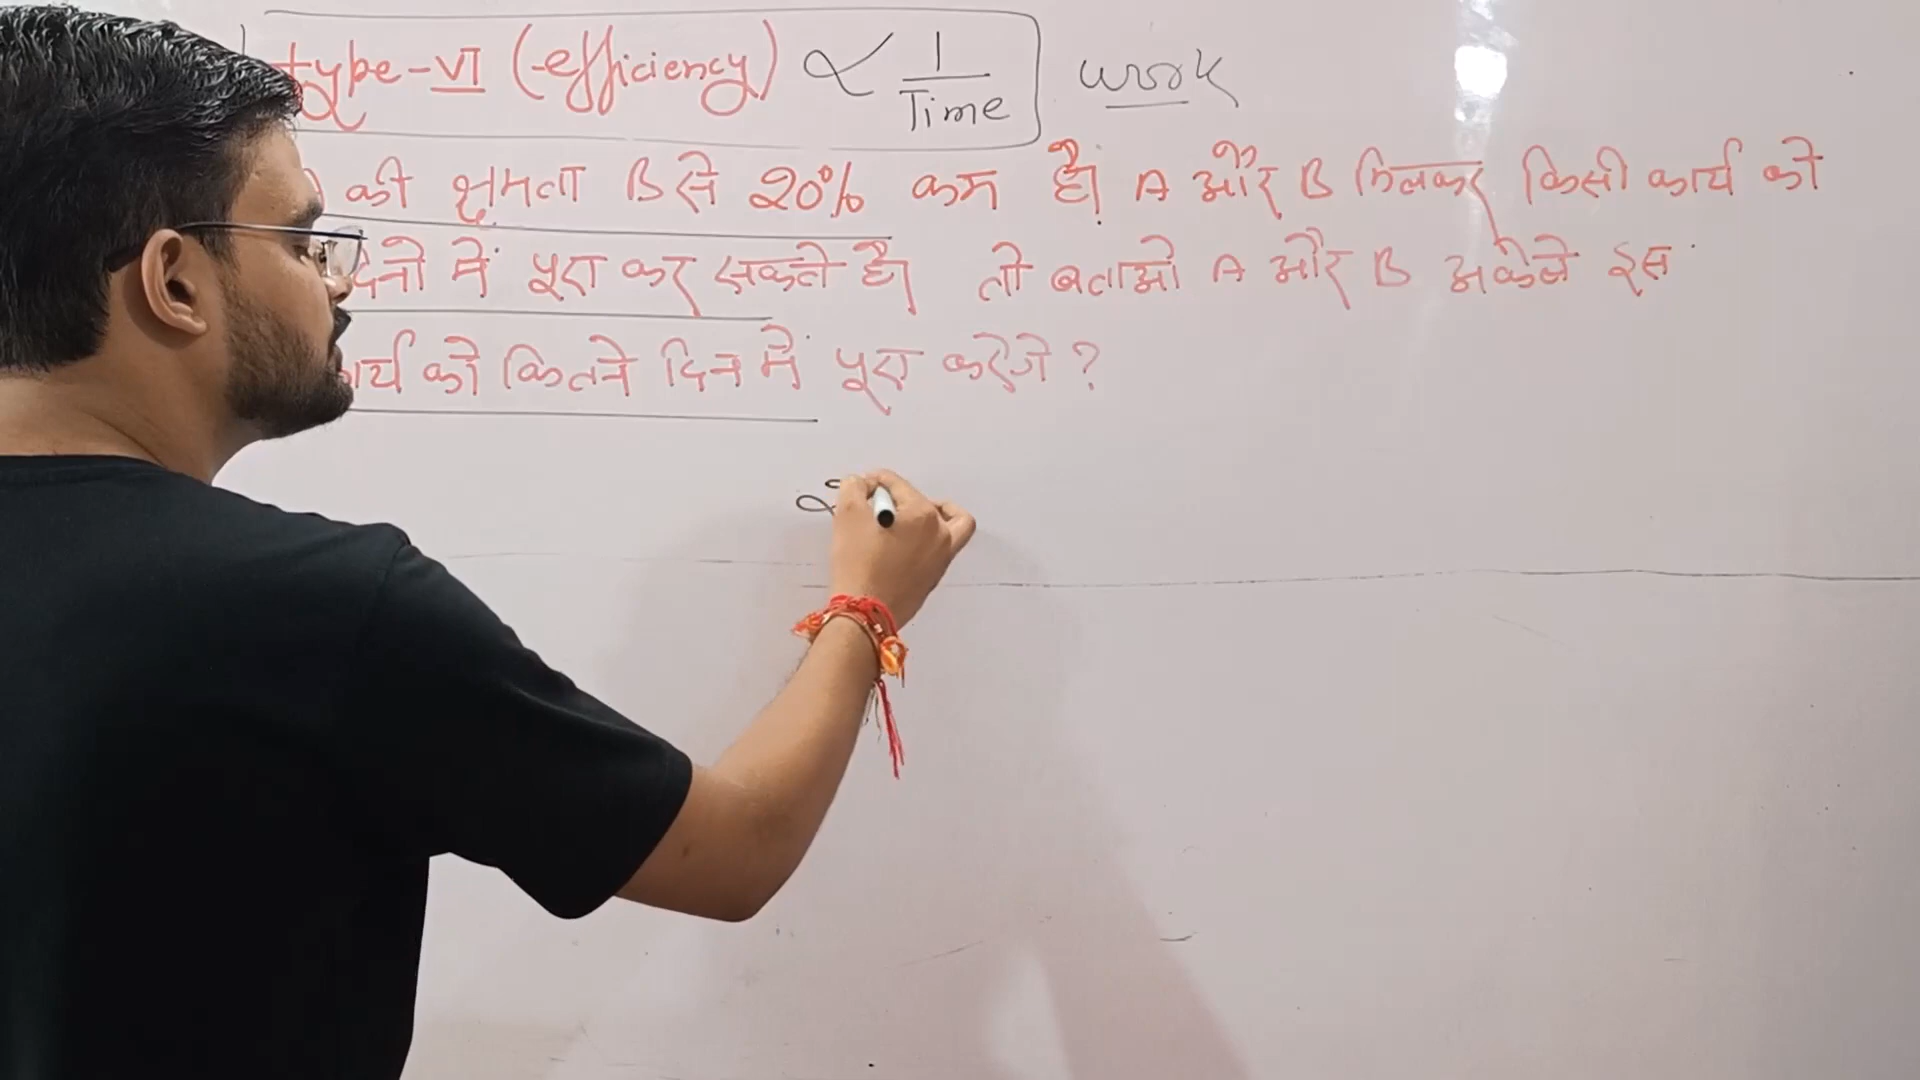 type-VI (efficiency) ∝ 1/Time work
की क्षमता B से 20% कम है। A और B मिलकर किसी कार्य को
में पूरा कर सकते है। तो बताओ A और B अकेले इस
को कितने दिन में पूरा करेंगे ?